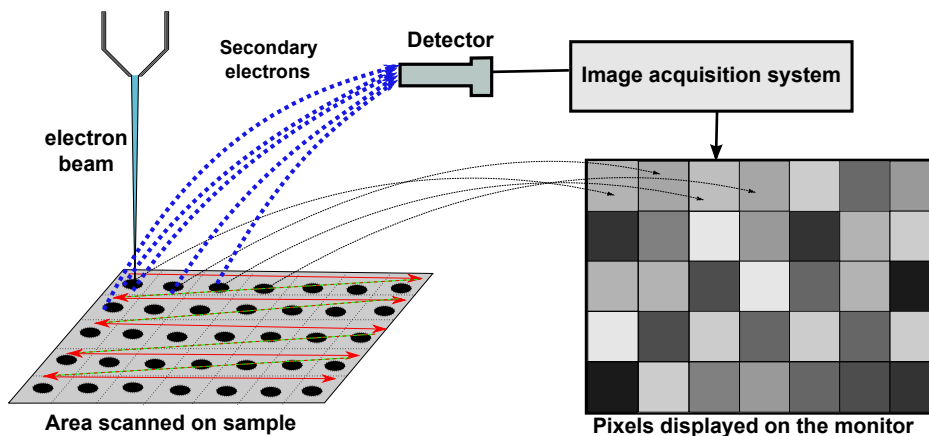 Secondary
electrons
Detector
Image acquisition system
electron
beam
Area scanned on sample
Pixels displayed on the monitor